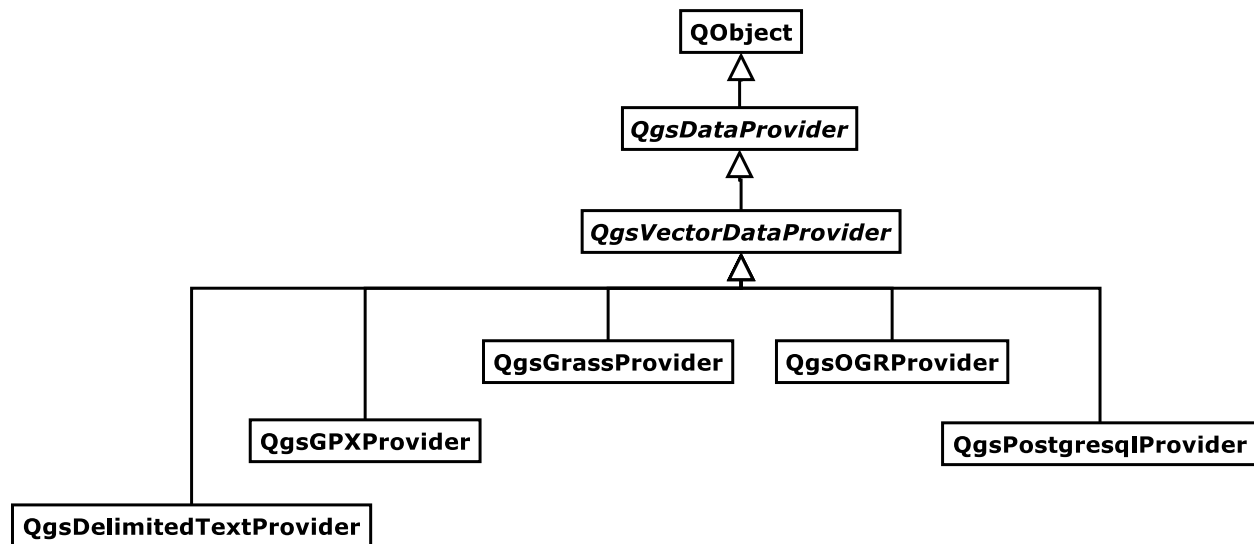 QObject
QgsDataProvider
QgsVectorDataProvider
QgsGrassProvider
QgsOGRProvider
QgsGPXProvider
QgsPostgresqlProvider
QgsDelimitedTextProvider